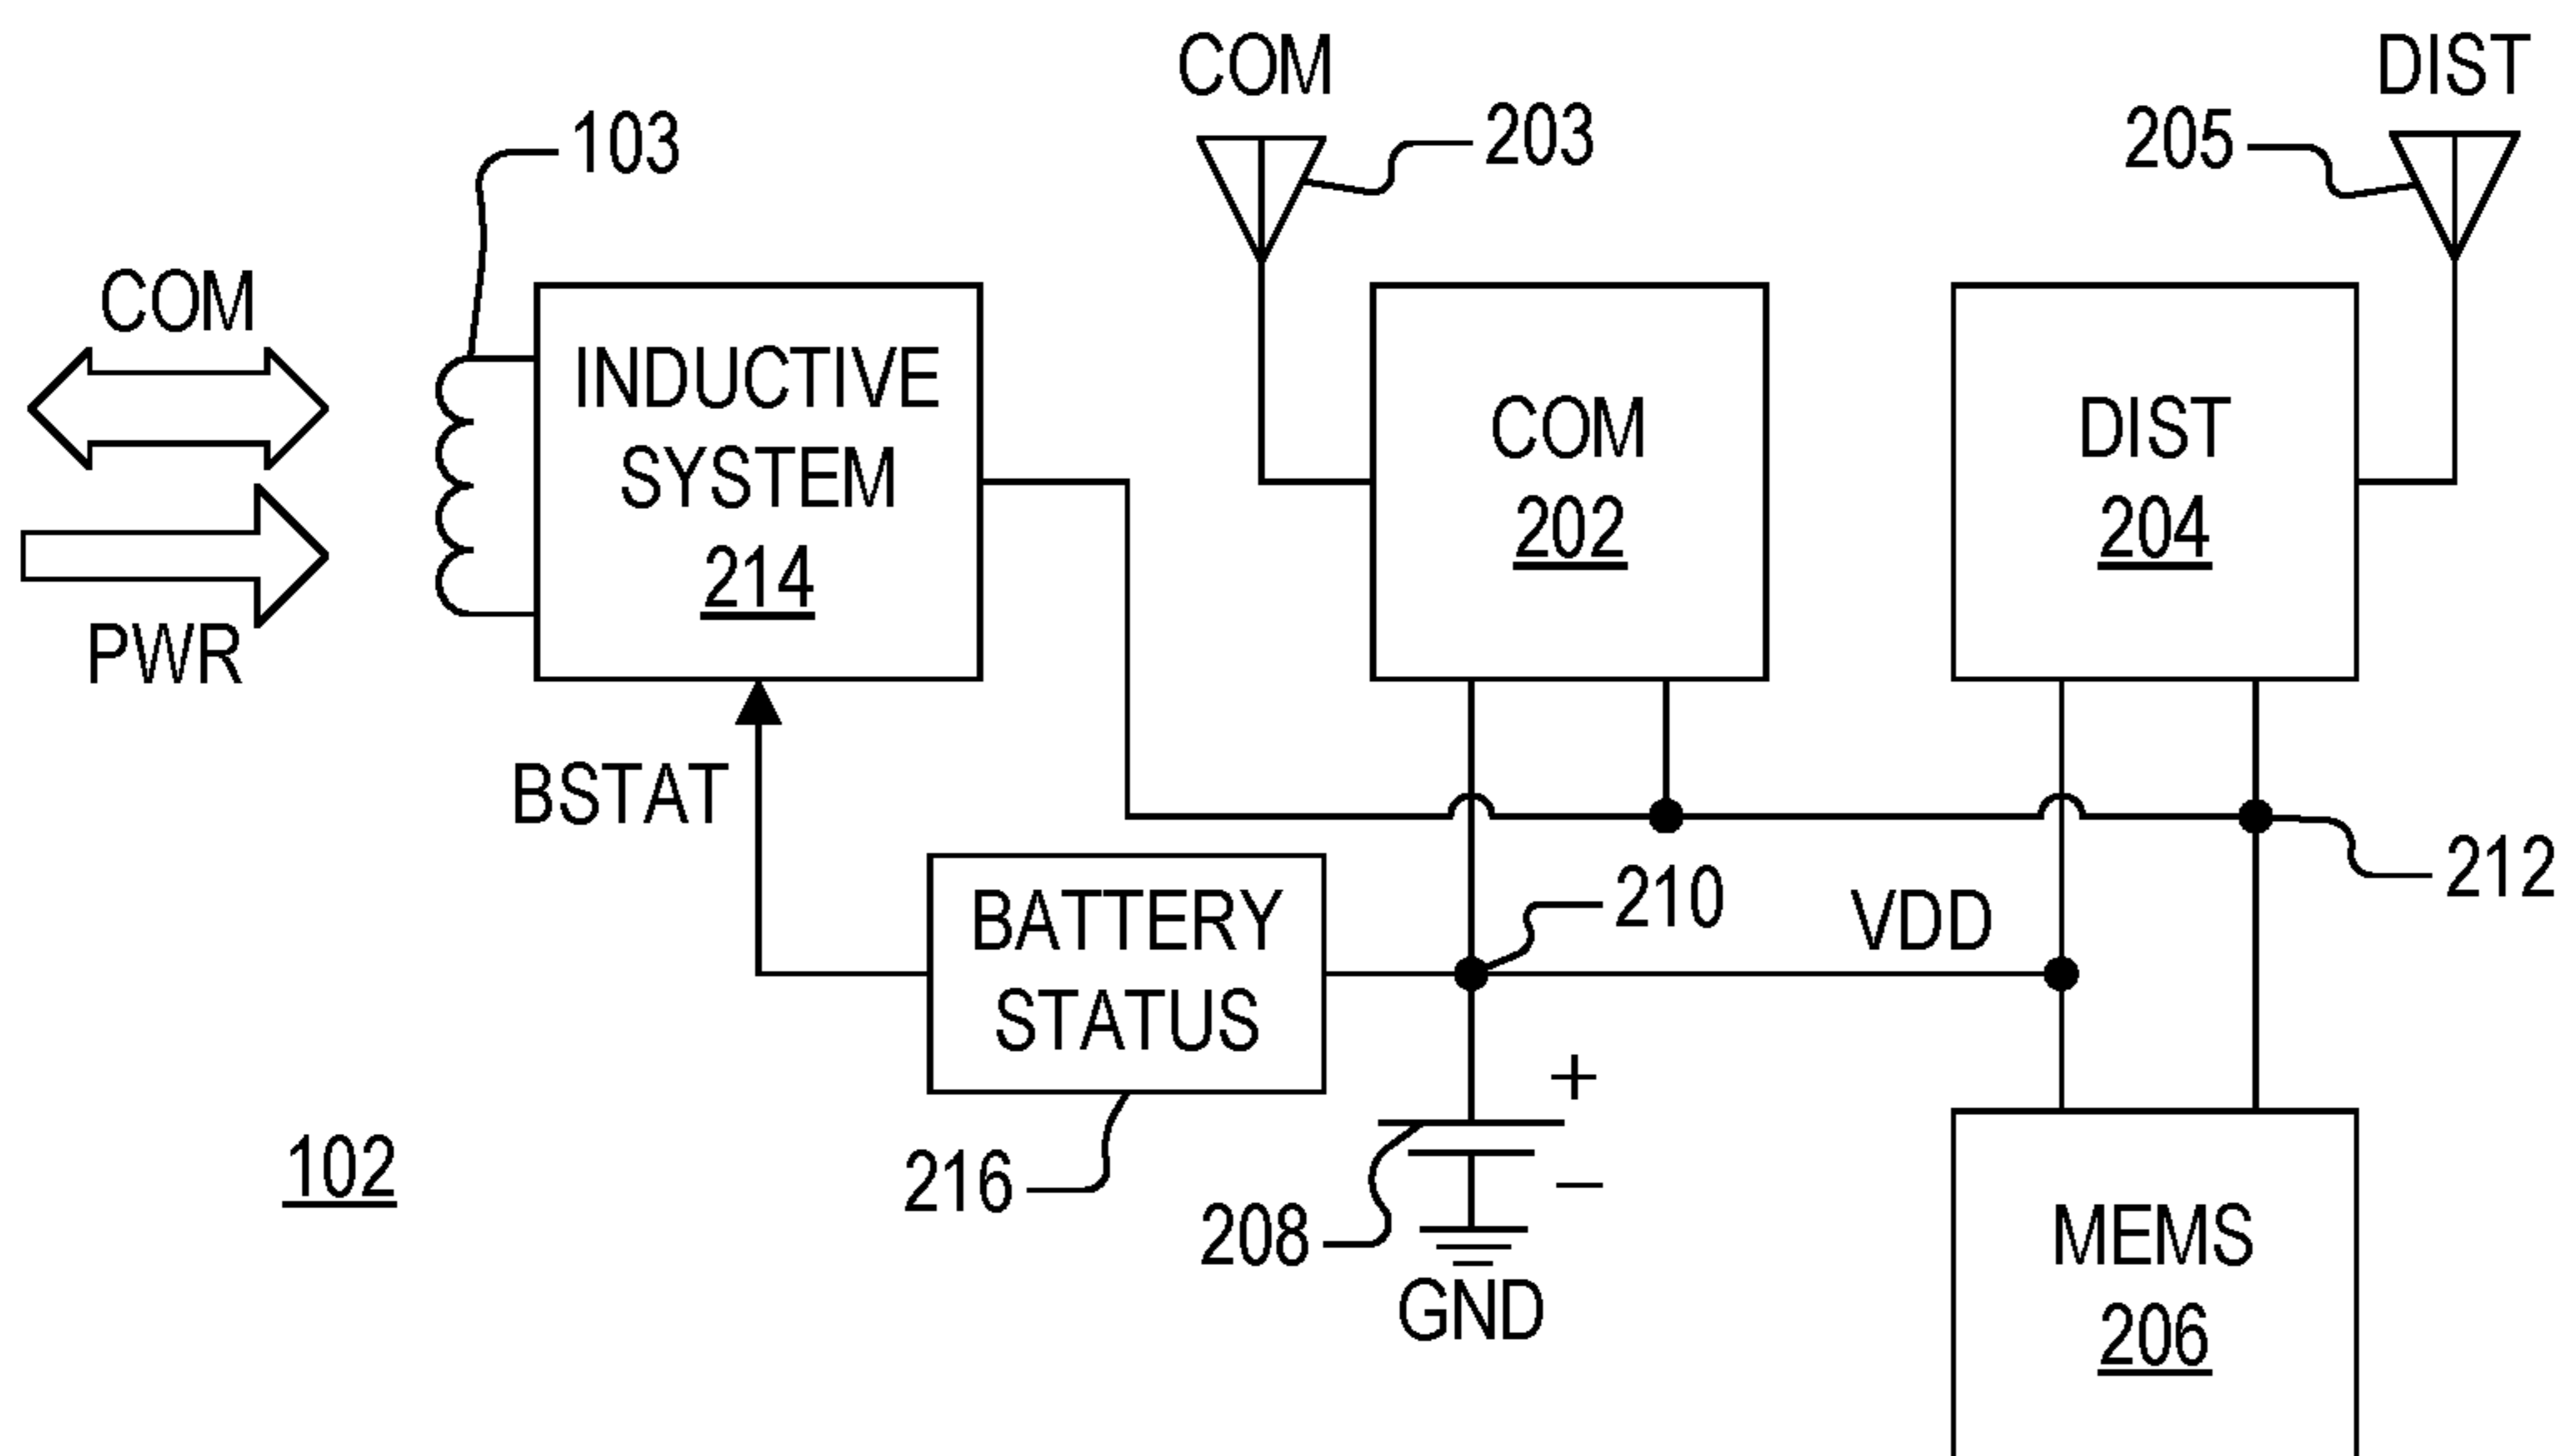 COM
DIST
103
203
205
COM
INDUCTIVE
SYSTEM
214
COM
202
DIST
204
PWR
BSTAT
212
210
VDD
BATTERY
STATUS
+
−
102
216
208
GND
MEMS
206